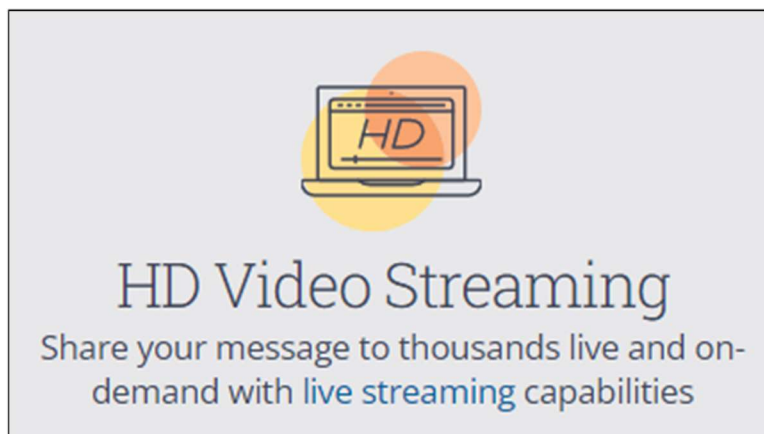 HD
HD Video Streaming
Share your message to thousands live and on-
demand with live streaming capabilities